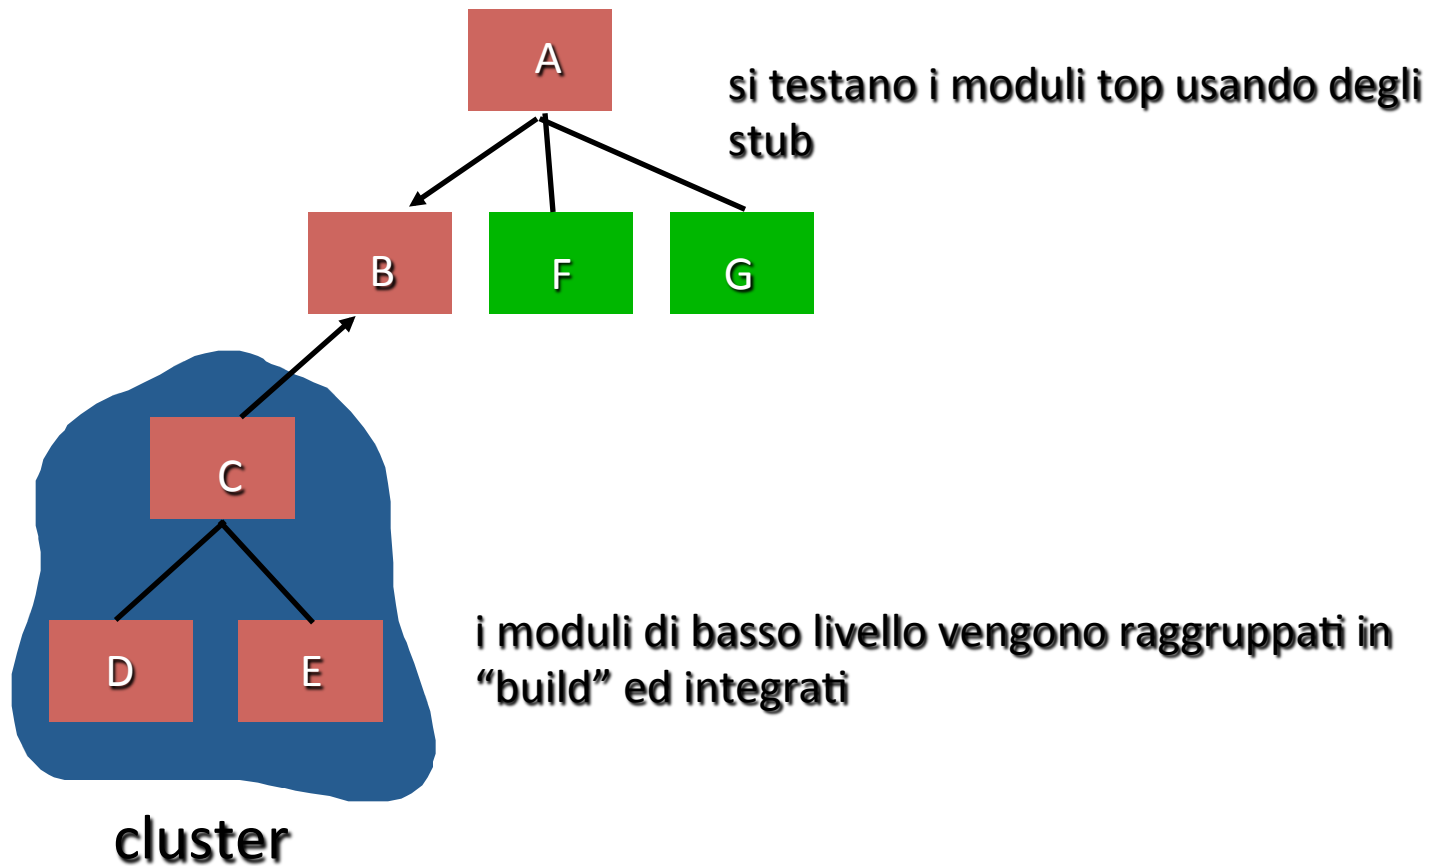 A
si testano i moduli top usando degli
stub
B
F
G
C
D
E
i moduli di basso livello vengono raggruppati in
“build” ed integrati
cluster